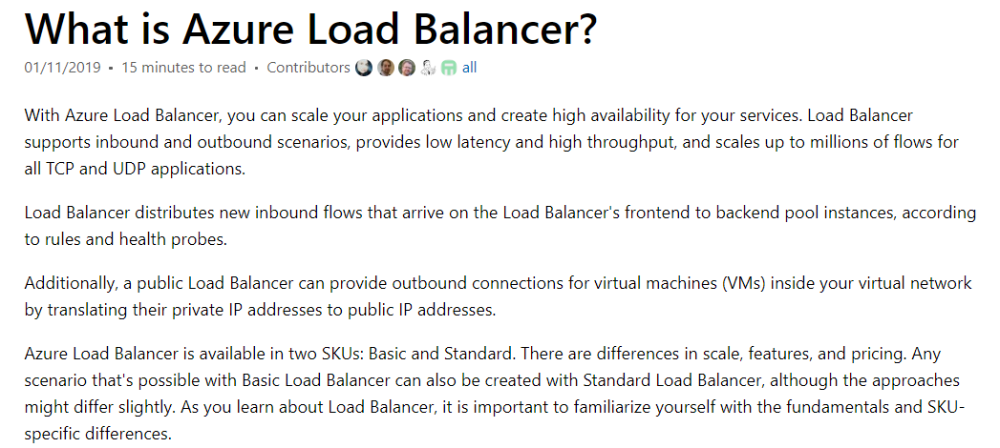 What is Azure Load Balancer?
01/11/2019 • 15 minutes to read • Contributors all
With Azure Load Balancer, you can scale your applications and create high availability for your services. Load Balancer
supports inbound and outbound scenarios, provides low latency and high throughput, and scales up to millions of flows for
all TCP and UDP applications.
Load Balancer distributes new inbound flows that arrive on the Load Balancer's frontend to backend pool instances, according
to rules and health probes.
Additionally, a public Load Balancer can provide outbound connections for virtual machines (VMs) inside your virtual network
by translating their private IP addresses to public IP addresses.
Azure Load Balancer is available in two SKUs: Basic and Standard. There are differences in scale, features, and pricing. Any
scenario that's possible with Basic Load Balancer can also be created with Standard Load Balancer, although the approaches
might differ slightly. As you learn about Load Balancer, it is important to familiarize yourself with the fundamentals and SKU-
specific differences.